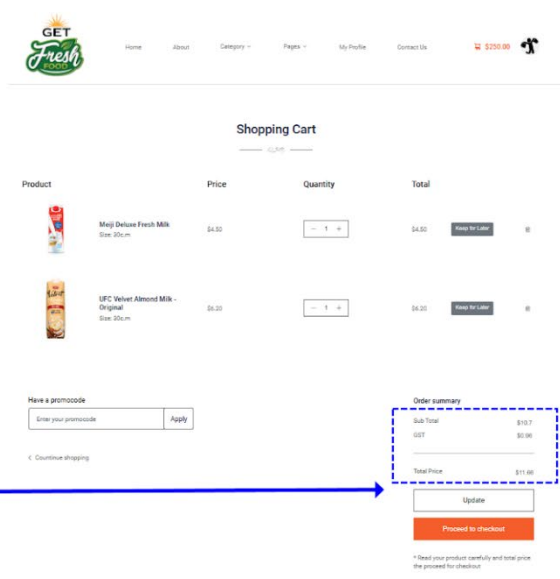 GET
Fresh
FOOD
Home About Category Pages My Profile Contact Us $250.00
Shopping Cart
Product Price Quantity Total
Meiji Deluxe Fresh Milk
Size: 30c.m
$4.50 − 1 + $4.50 Keep for Later
UFC Velvet Almond Milk -
Original
Size: 30c.m
$6.20 − 1 + $6.20 Keep for Later
Have a promocode
Enter your promocode Apply
< Countinue shopping
Order summary
Sub Total $10.7
GST $0.96
Total Price $11.66
Update
Proceed to checkout
* Read your product carefully and total price
the proceed for checkout